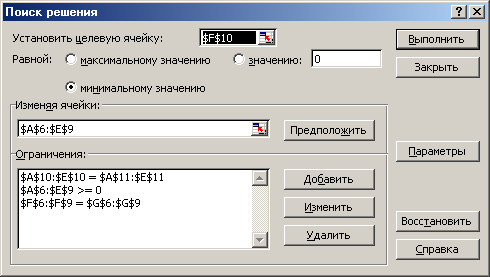 Поиск решения
Установить целевую ячейку: $F$10 Выполнить
Равной: максимальному значению значению: 0 Закрыть
минимальному значению
Изменяя ячейки:
$A$6:$E$9 Предположить
Ограничения: Параметры
$A$10:$E$10 = $A$11:$E$11 Добавить
$A$6:$E$9 >= 0
$F$6:$F$9 = $G$6:$G$9 Изменить
Восстановить
Удалить
Справка